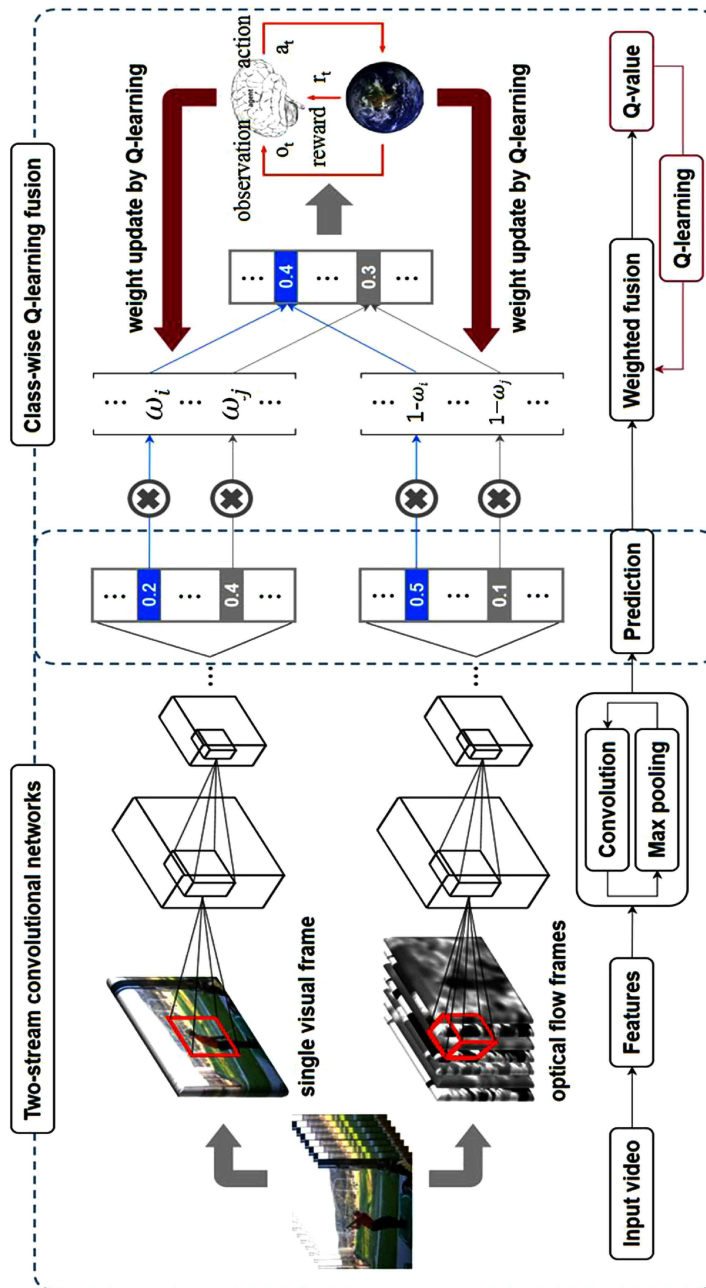 Two-stream convolutional networks
Class-wise Q-learning fusion
single visual frame
optical flow frames
...
...
0.2
...
0.4
...
...
0.5
...
0.1
...
...
ω_i
...
ω_j
...
...
1-ω_i
...
1-ω_j
...
...
0.4
...
0.3
...
weight update by Q-learning
observation
action
o_t
a_t
reward
r_t
agent
weight update by Q-learning
Input video
Features
Convolution
Max pooling
Prediction
Weighted fusion
Q-value
Q-learning